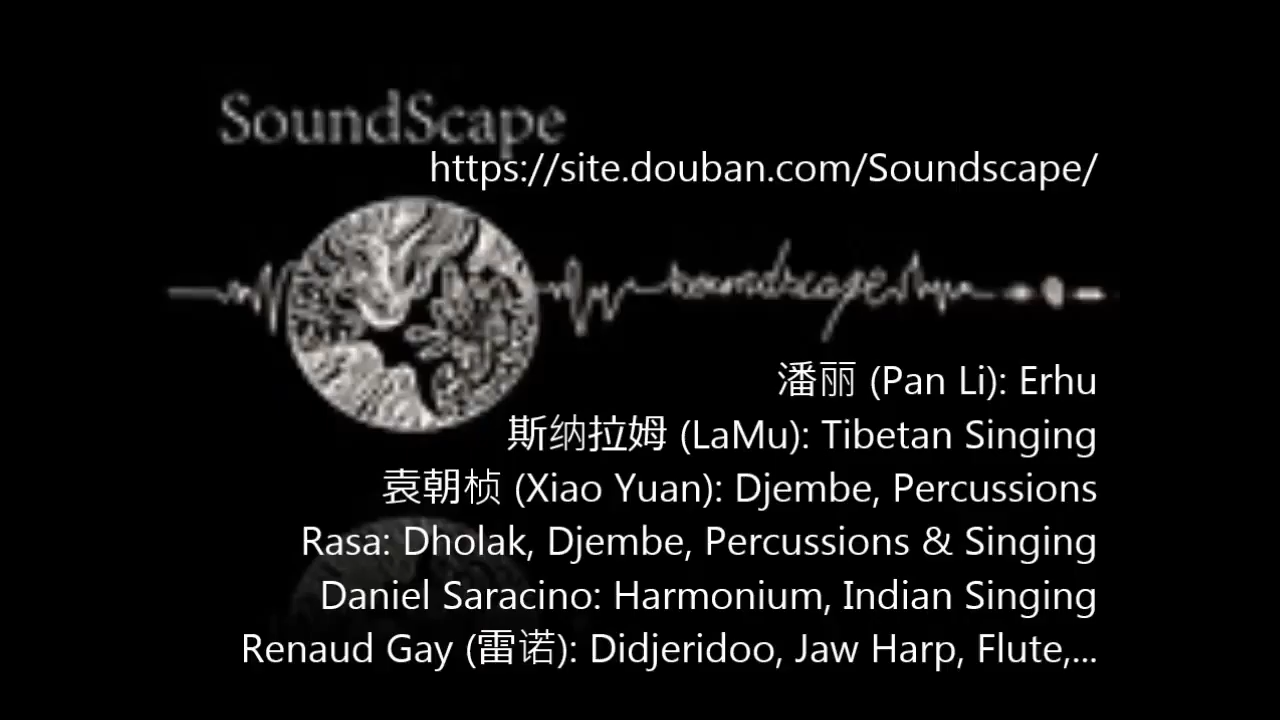 SoundScape
https://site.douban.com/Soundscape/
soundscape
潘丽 (Pan Li): Erhu
斯纳拉姆 (LaMu): Tibetan Singing
袁朝桢 (Xiao Yuan): Djembe, Percussions
Rasa: Dholak, Djembe, Percussions & Singing
Daniel Saracino: Harmonium, Indian Singing
Renaud Gay (雷诺): Didjeridoo, Jaw Harp, Flute,...